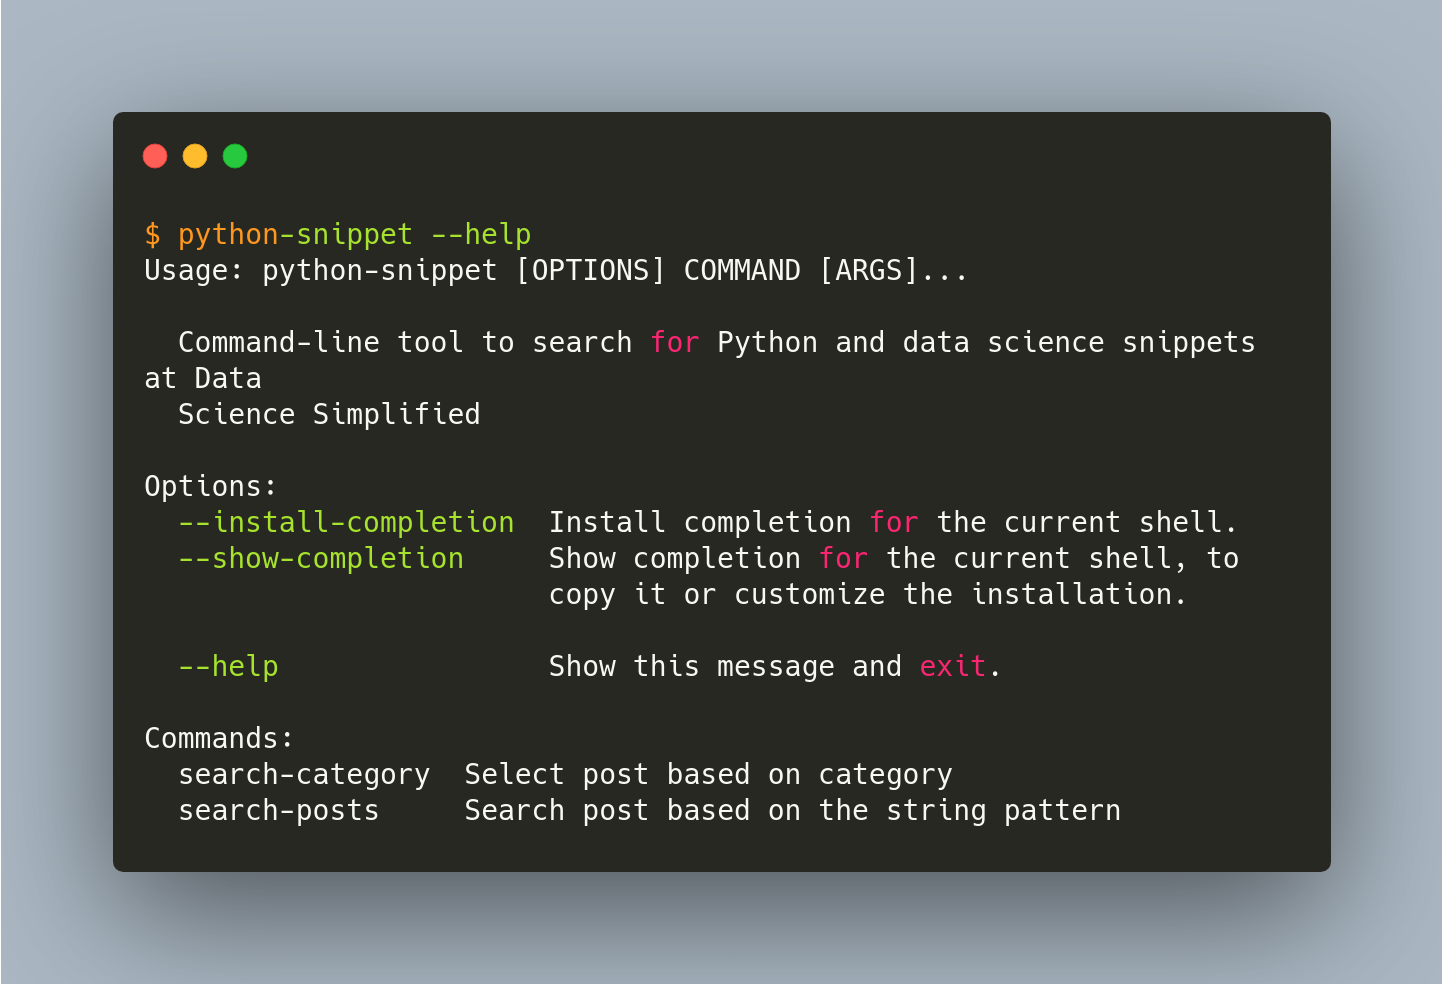 $ python-snippet --help
Usage: python-snippet [OPTIONS] COMMAND [ARGS]...
Command-line tool to search for Python and data science snippets
at Data
Science Simplified
Options:
--install-completion  Install completion for the current shell.
--show-completion     Show completion for the current shell, to
copy it or customize the installation.
--help                Show this message and exit.
Commands:
search-category  Select post based on category
search-posts     Search post based on the string pattern